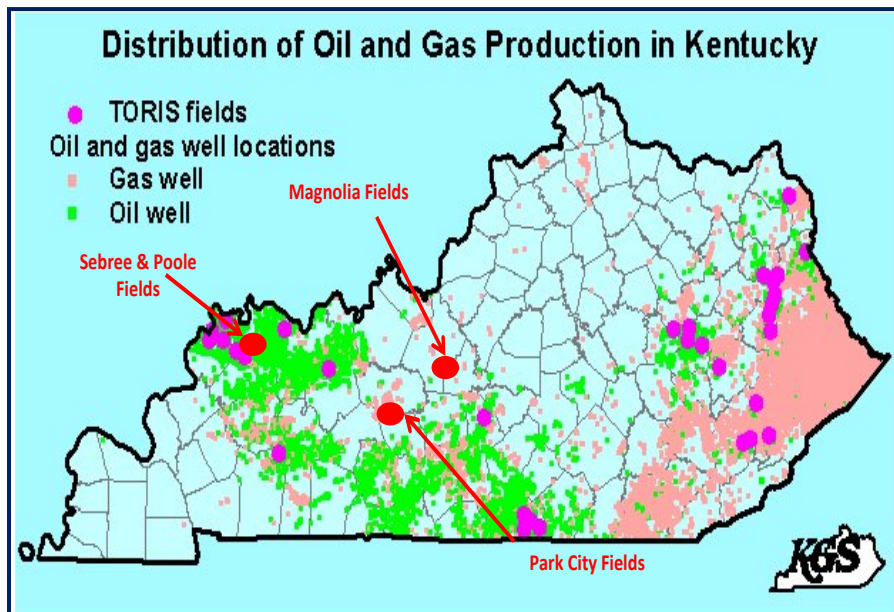 Distribution of Oil and Gas Production in Kentucky
TORIS fields
Oil and gas well locations
Gas well
Oil well
Magnolia Fields
Sebree & Poole
Fields
Park City Fields
KGS